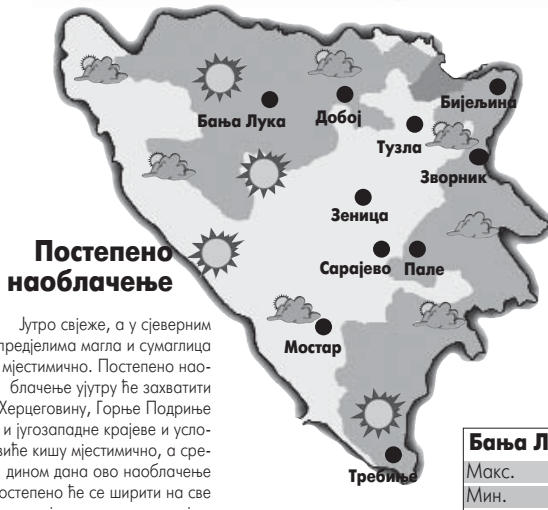 Бања Лука
Добој
Бијељина
Тузла
Зворник
Зеница
Сарајево
Пале
Мостар
Требиње
Постепено
наоблачење
Јутро свјеже, а у сјеверним
предјелима магла и сумаглица
мјестимично. Постепено нао-
блачење ујутру ће захватити
Херцеговину, Горње Подриње
и југозападне крајеве и усло-
виће кишу мјестимично, а сре-
дином дана ово наоблачење
постепено ће се ширити на све
Бања Л
Макс.
Мин.